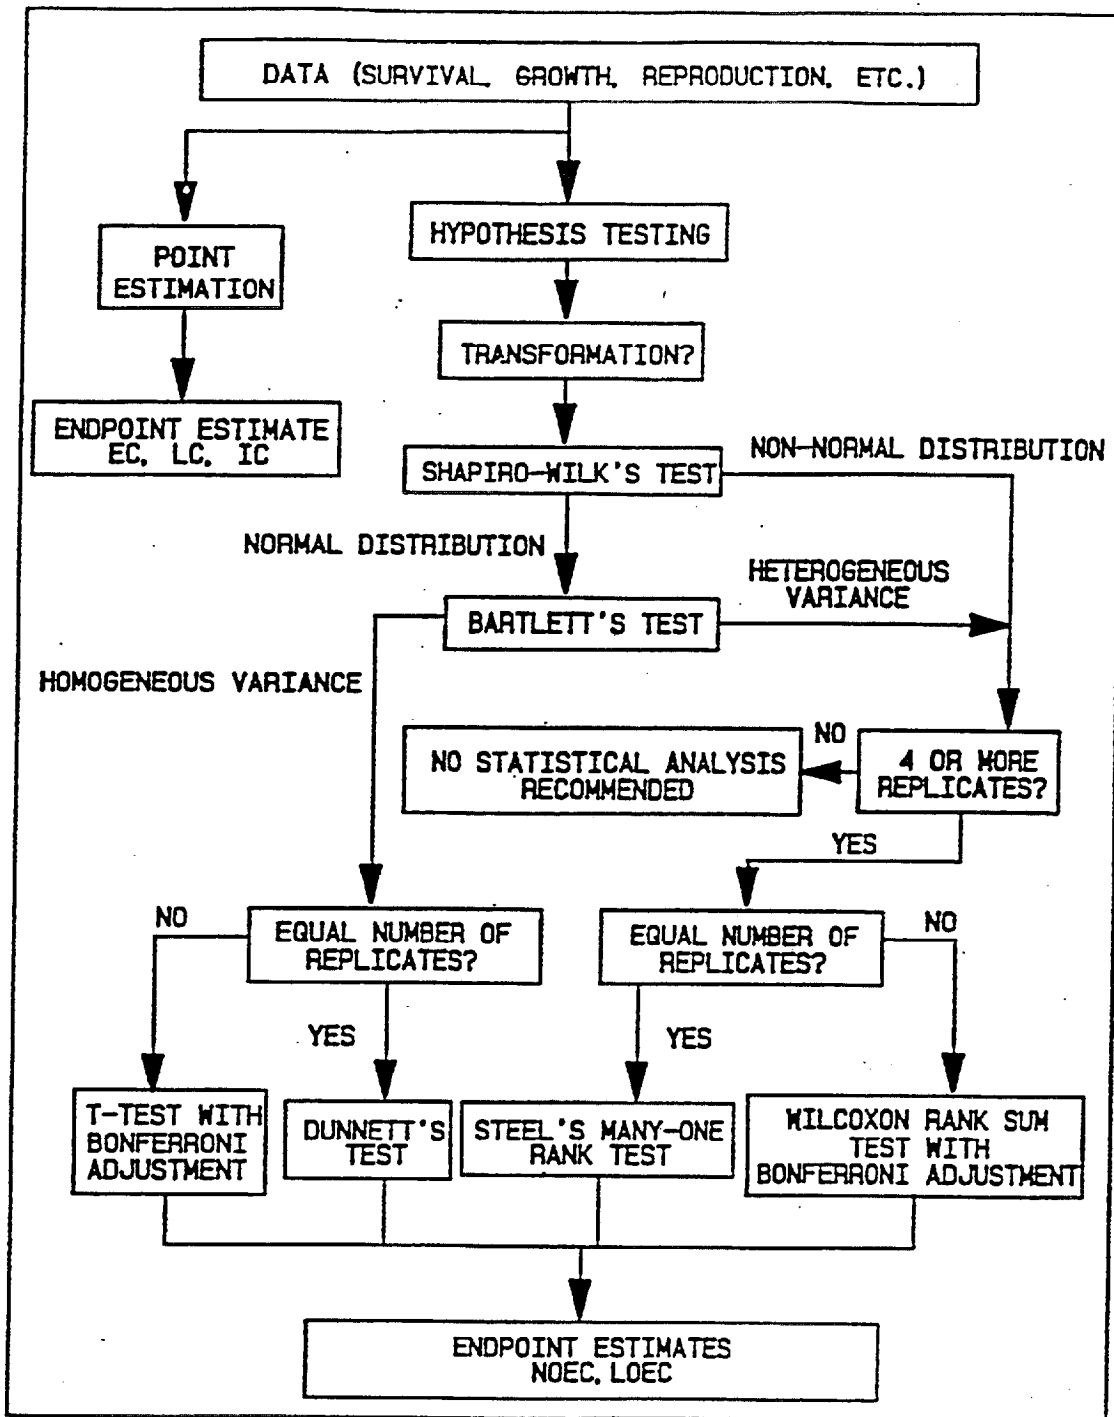 DATA (SURVIVAL, GROWTH, REPRODUCTION, ETC.)
HYPOTHESIS TESTING
POINT
ESTIMATION
TRANSFORMATION?
ENDPOINT ESTIMATE
EC, LC, IC
SHAPIRO-WILK'S TEST
NON-NORMAL DISTRIBUTION
NORMAL DISTRIBUTION
HETEROGENEOUS
VARIANCE
BARTLETT'S TEST
HOMOGENEOUS VARIANCE
NO STATISTICAL ANALYSIS
RECOMMENDED
NO
4 OR MORE
REPLICATES?
YES
NO
EQUAL NUMBER OF
REPLICATES?
EQUAL NUMBER OF
REPLICATES?
NO
YES
YES
T-TEST WITH
BONFERRONI
ADJUSTMENT
DUNNETT'S
TEST
STEEL'S MANY-ONE
RANK TEST
WILCOXON RANK SUM
TEST WITH
BONFERRONI ADJUSTMENT
ENDPOINT ESTIMATES
NOEC, LOEC